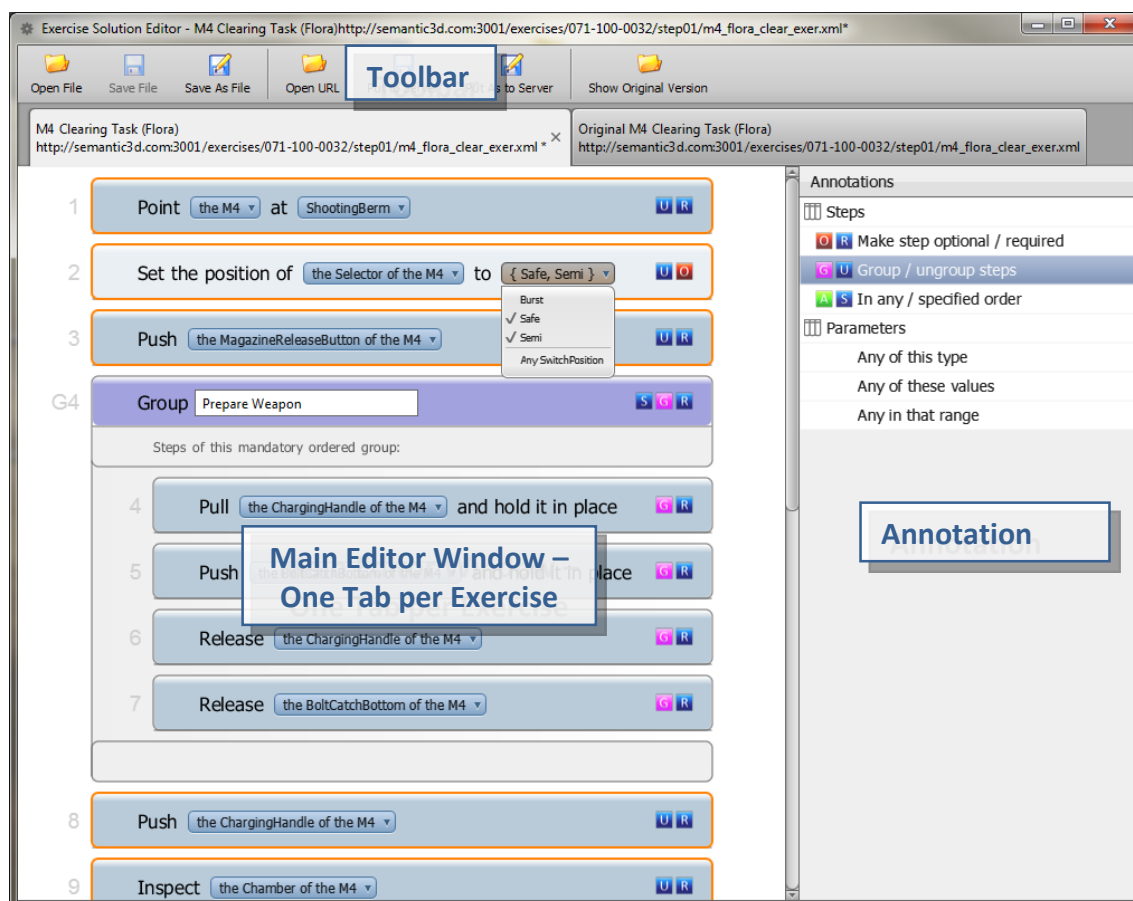 Exercise Solution Editor - M4 Clearing Task (Flora)http://semantic3d.com:3001/exercises/071-100-0032/step01/m4_flora_clear_exer.xml*
Open File Save File Save As File Open URL Toolbar As to Server Show Original Version
M4 Clearing Task (Flora)
http://semantic3d.com:3001/exercises/071-100-0032/step01/m4_flora_clear_exer.xml *
Original M4 Clearing Task (Flora)
http://semantic3d.com:3001/exercises/071-100-0032/step01/m4_flora_clear_exer.xml
1 Point the M4 at ShootingBerm U R
2 Set the position of the Selector of the M4 to { Safe, Semi } U O
Burst
Safe
Semi
Any SwitchPosition
3 Push the MagazineReleaseButton of the M4 U R
G4 Group Prepare Weapon S G R
Steps of this mandatory ordered group:
4 Pull the ChargingHandle of the M4 and hold it in place G R
5 Push and hold it in place G R
Main Editor Window –
One Tab per Exercise
6 Release the ChargingHandle of the M4 G R
7 Release the BoltCatchBottom of the M4 G R
8 Push the ChargingHandle of the M4 U R
9 Inspect the Chamber of the M4 U R
Annotations
Steps
O R Make step optional / required
G U Group / ungroup steps
A S In any / specified order
Parameters
Any of this type
Any of these values
Any in that range
Annotation